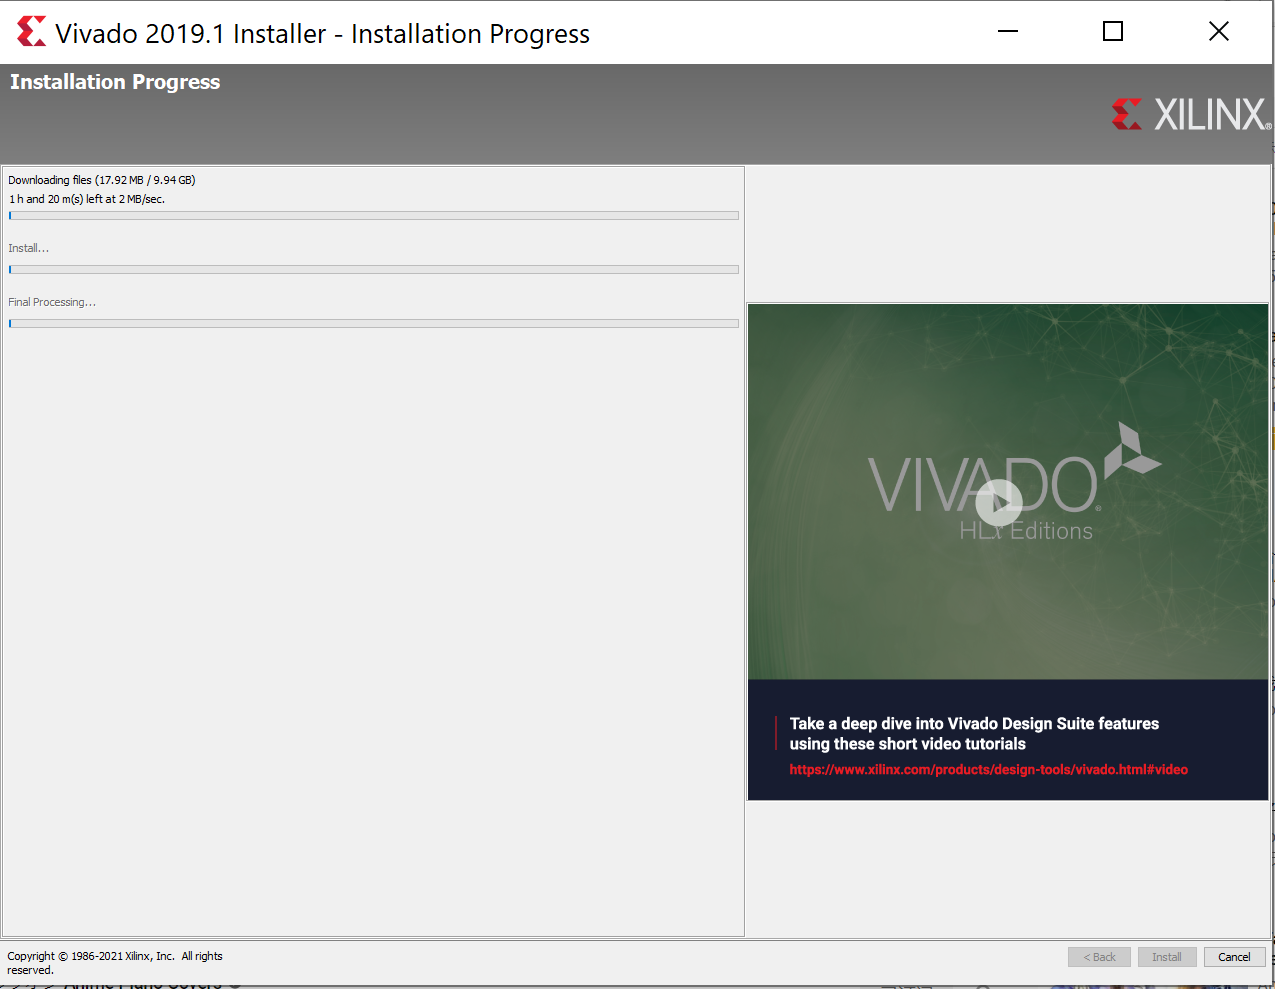 Vivado 2019.1 Installer - Installation Progress
Installation Progress
XILINX®
Downloading files (17.92 MB / 9.94 GB)
1 h and 20 m(s) left at 2 MB/sec.
Install...
Final Processing...
VIVADO®
HLx Editions
Take a deep dive into Vivado Design Suite features
using these short video tutorials
https://www.xilinx.com/products/design-tools/vivado.html#video
Copyright © 1986-2021 Xilinx, Inc. All rights
reserved.
< Back
Install
Cancel
Anime Piano Covers